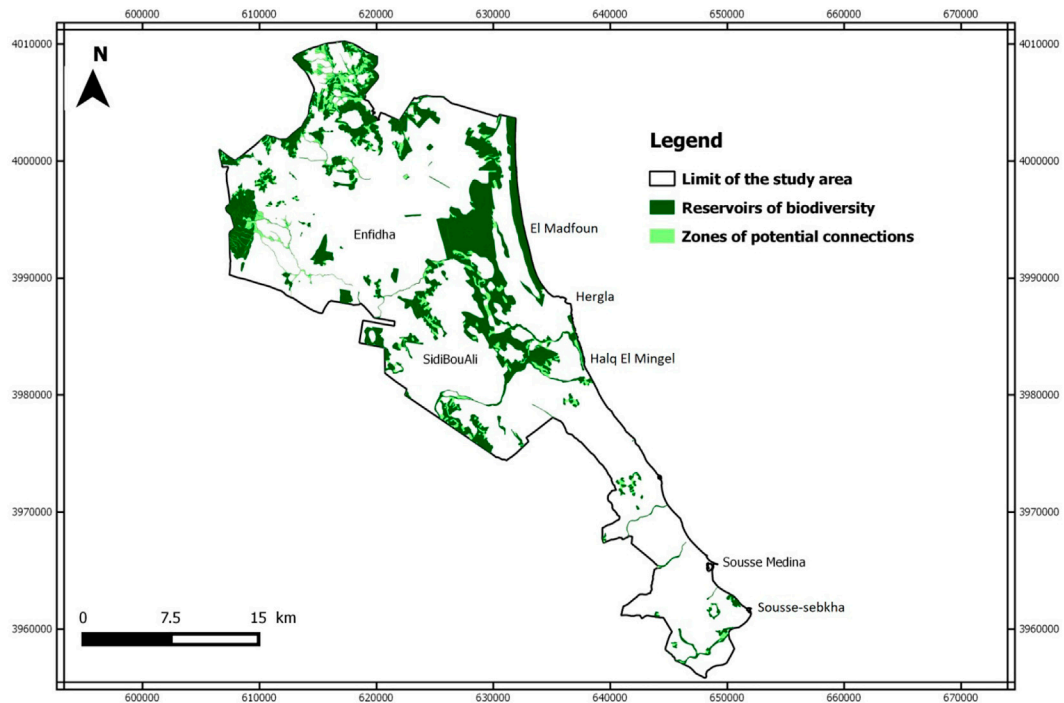 600000 610000 620000 630000 640000 650000 660000 670000
4010000 4010000
N
Legend
4000000 4000000
Limit of the study area
Reservoirs of biodiversity
Enfidha
El Madfoun
Zones of potential connections
3990000 3990000
Hergla
SidiBouAli
Halq El Mingel
3980000 3980000
3970000 3970000
Sousse Medina
0 7.5 15 km
Sousse-sebkha
3960000 3960000
600000 610000 620000 630000 640000 650000 660000 670000